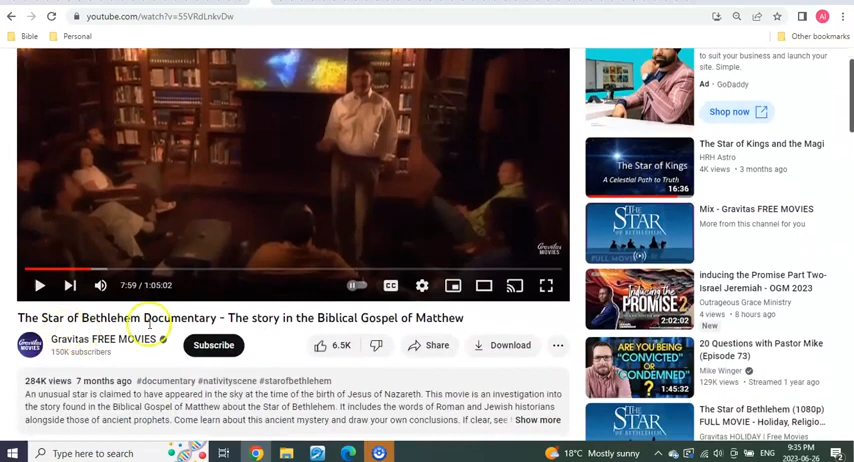 youtube.com/watch?v=55VRdLnkvDw
AI
Bible
Personal
Other bookmarks
GRAVITAS
MOVIES
7:59 / 1:05:02
CC
The Star of Bethlehem Documentary - The story in the Biblical Gospel of Matthew
Gravitas FREE MOVIES
150K subscribers
Subscribe
6.5K
Share
Download
284K views 7 months ago #documentary #nativityscene #starofbethlehem
An unusual star is claimed to have appeared in the sky at the time of the birth of Jesus of Nazareth. This movie is an investigation into
the story found in the Biblical Gospel of Matthew about the Star of Bethlehem. It includes the words of Roman and Jewish historians
alongside those of ancient prophets. Come learn about this ancient mystery and draw your own conclusions. If clear, see Show more
to suit your business and launch your
site. Simple.
Ad • GoDaddy
Shop now
The Star of Kings
A Celestial Path to Truth
16:36
The Star of Kings and the Magi
HRH Astro
4K views • 3 months ago
THE
STAR
OF BETHLEHEM
FULL MOVIE
Mix - Gravitas FREE MOVIES
More from this channel for you
INDUCING THE
PROMISE 2
2:02:02
inducing the Promise Part Two-
Israel Jeremiah - OGM 2023
Outrageous Grace Ministry
4 views • 8 hours ago
New
ARE YOU BEING
"CONVICTED"
OR
CONDEMNED
?
1:45:32
20 Questions with Pastor Mike
(Episode 73)
Mike Winger
129K views • Streamed 1 year ago
THE
STAR
The Star of Bethlehem (1080p)
FULL MOVIE - Holiday, Religio...
Gravitas HOLIDAY | Free Movies
Type here to search
18°C Mostly sunny
9:35 PM
2023-06-26
2